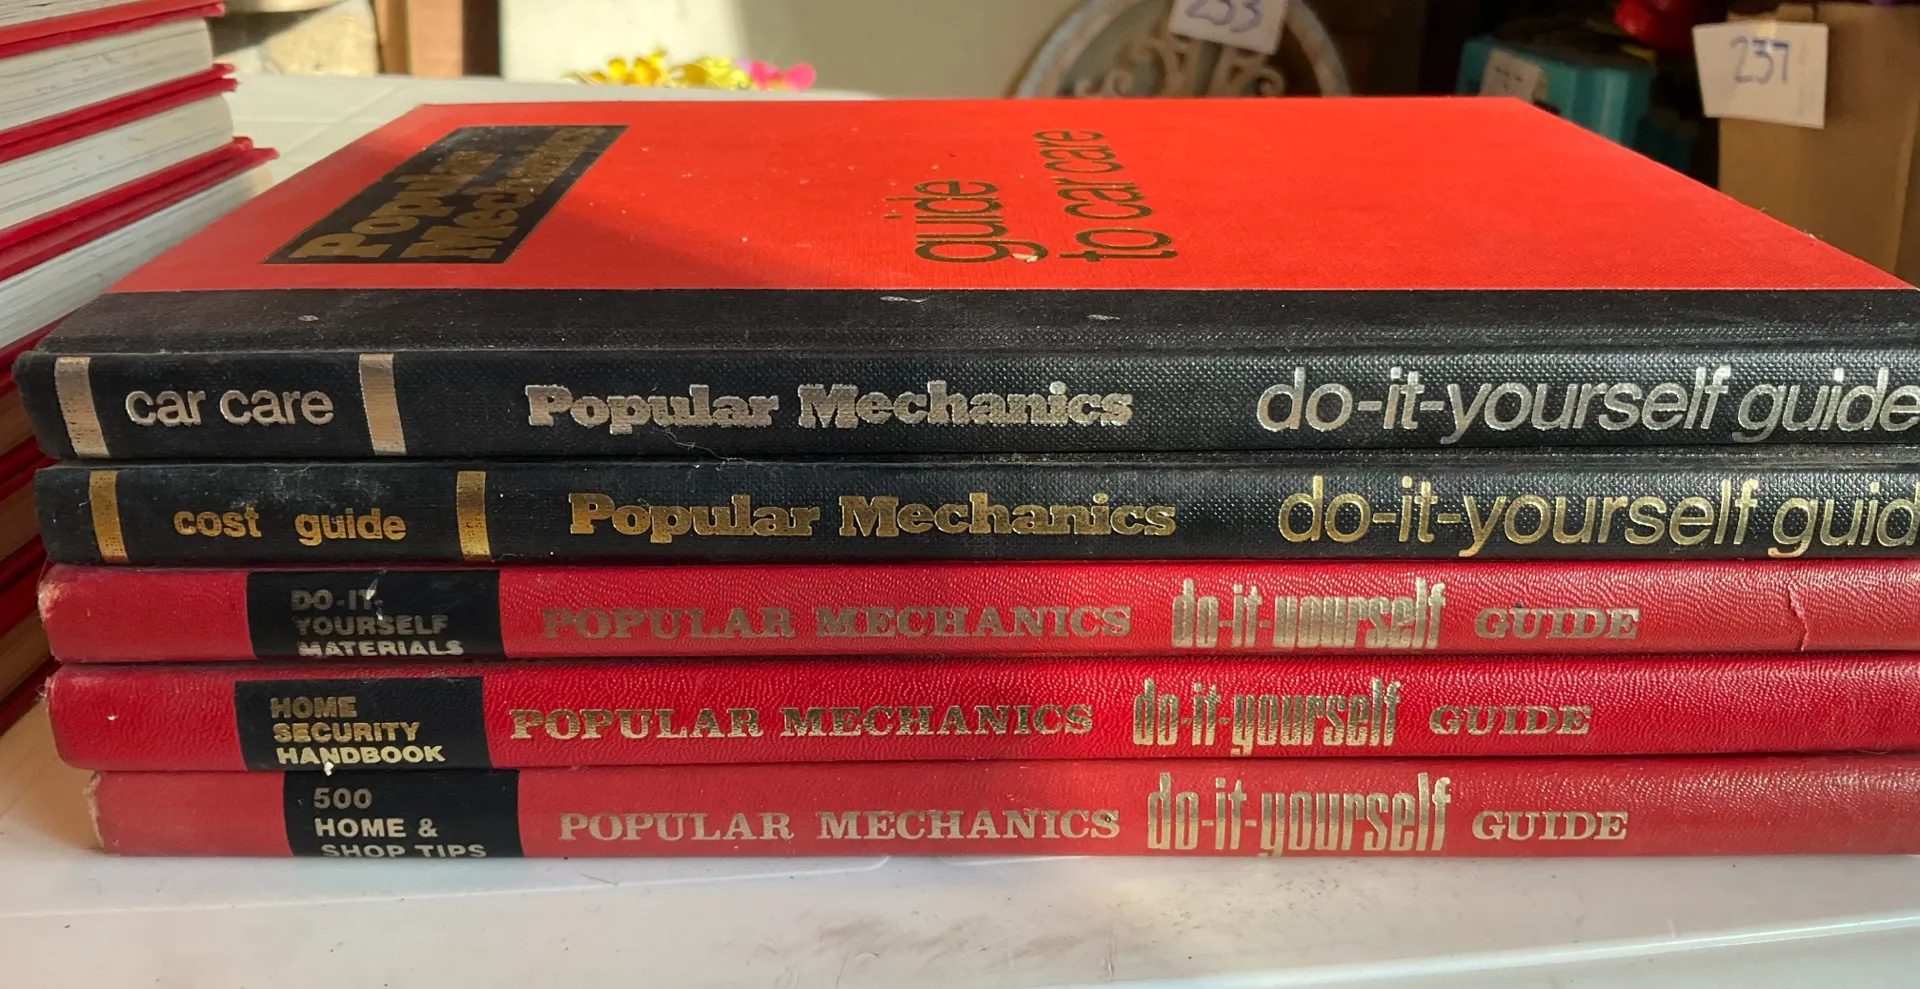 233
237
Popular
Mechanics
guide
to car care
car care Popular Mechanics do-it-yourself guide
cost guide Popular Mechanics do-it-yourself guid
DO-IT-
YOURSELF
MATERIALS
POPULAR MECHANICS do-it-yourself GUIDE
HOME
SECURITY
HANDBOOK
POPULAR MECHANICS do-it-yourself GUIDE
500
HOME &
SHOP TIPS
POPULAR MECHANICS do-it-yourself GUIDE